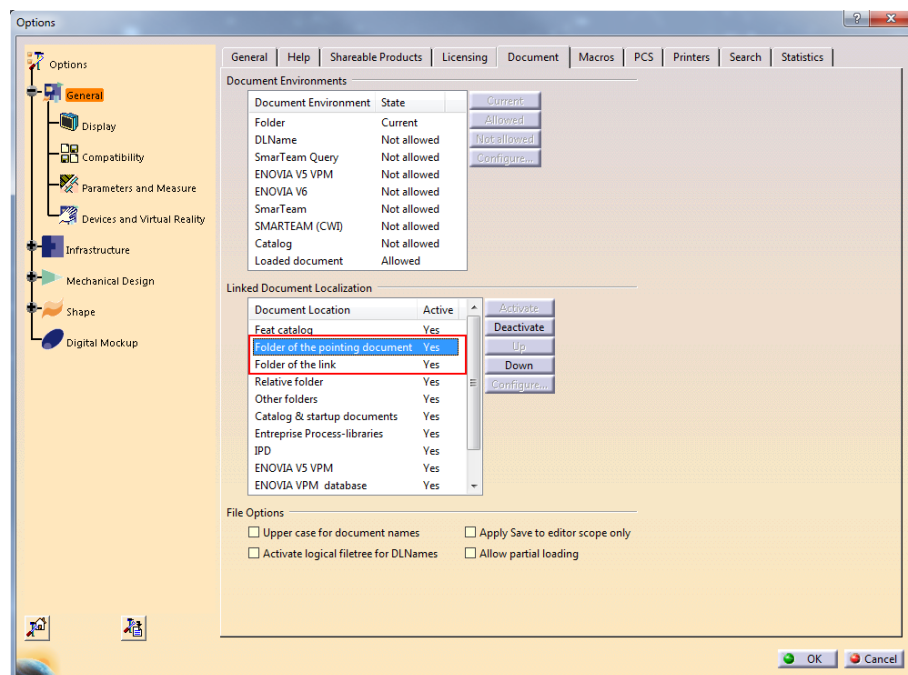 Options
Options
General
Display
Compatibility
Parameters and Measure
Devices and Virtual Reality
Infrastructure
Mechanical Design
Shape
Digital Mockup
General Help Shareable Products Licensing Document Macros PCS Printers Search Statistics
Document Environments
Document Environment State
Folder Current
DLName Not allowed
SmarTeam Query Not allowed
ENOVIA V5 VPM Not allowed
ENOVIA V6 Not allowed
SmarTeam Not allowed
SMARTEAM (CWI) Not allowed
Catalog Not allowed
Loaded document Allowed
Current
Allowed
Not allowed
Configure...
Linked Document Localization
Document Location Active
Feat catalog Yes
Folder of the pointing document Yes
Folder of the link Yes
Relative folder Yes
Other folders Yes
Catalog & startup documents Yes
Entreprise Process-libraries Yes
IPD Yes
ENOVIA V5 VPM Yes
ENOVIA VPM database Yes
Activate
Deactivate
Up
Down
Configure...
File Options
Upper case for document names Apply Save to editor scope only
Activate logical filetree for DLNames Allow partial loading
OK Cancel